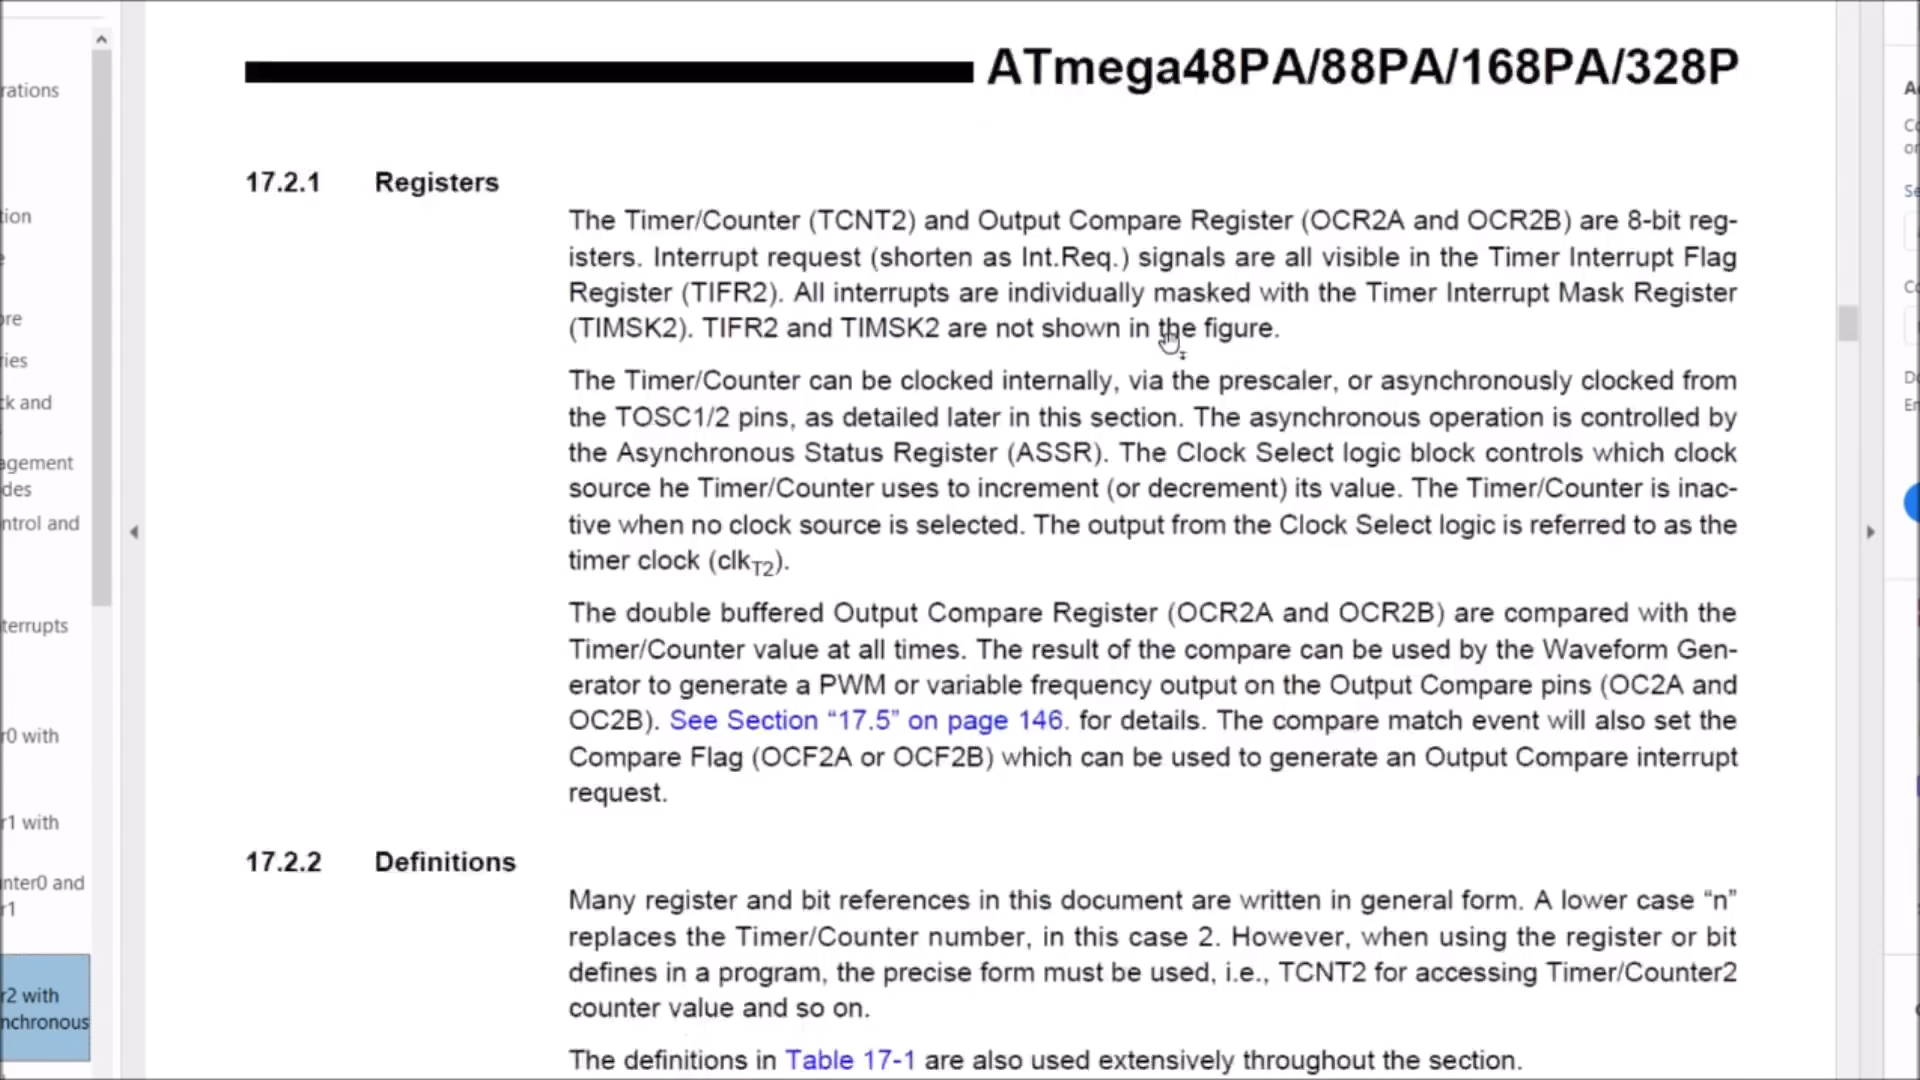 ATmega48PA/88PA/168PA/328P
17.2.1 Registers
The Timer/Counter (TCNT2) and Output Compare Register (OCR2A and OCR2B) are 8-bit reg-
isters. Interrupt request (shorten as Int.Req.) signals are all visible in the Timer Interrupt Flag
Register (TIFR2). All interrupts are individually masked with the Timer Interrupt Mask Register
(TIMSK2). TIFR2 and TIMSK2 are not shown in the figure.
The Timer/Counter can be clocked internally, via the prescaler, or asynchronously clocked from
the TOSC1/2 pins, as detailed later in this section. The asynchronous operation is controlled by
the Asynchronous Status Register (ASSR). The Clock Select logic block controls which clock
source he Timer/Counter uses to increment (or decrement) its value. The Timer/Counter is inac-
tive when no clock source is selected. The output from the Clock Select logic is referred to as the
timer clock (clkT2).
The double buffered Output Compare Register (OCR2A and OCR2B) are compared with the
Timer/Counter value at all times. The result of the compare can be used by the Waveform Gen-
erator to generate a PWM or variable frequency output on the Output Compare pins (OC2A and
OC2B). See Section “17.5” on page 146. for details. The compare match event will also set the
Compare Flag (OCF2A or OCF2B) which can be used to generate an Output Compare interrupt
request.
17.2.2 Definitions
Many register and bit references in this document are written in general form. A lower case “n”
replaces the Timer/Counter number, in this case 2. However, when using the register or bit
defines in a program, the precise form must be used, i.e., TCNT2 for accessing Timer/Counter2
counter value and so on.
The definitions in Table 17-1 are also used extensively throughout the section.
rations
tion
ore
ries
ck and
agement
des
ntrol and
terrupts
r0 with
r1 with
nter0 and
r1
r2 with
nchronous